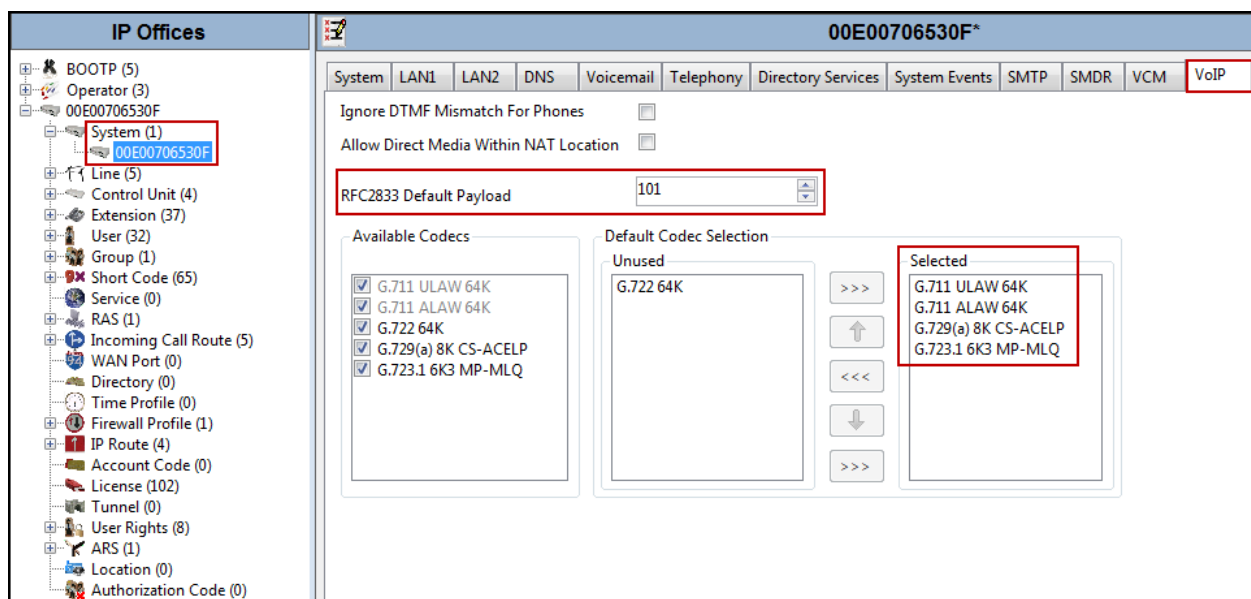 IP Offices
BOOTP (5)
Operator (3)
00E00706530F
System (1)
00E00706530F
Line (5)
Control Unit (4)
Extension (37)
User (32)
Group (1)
Short Code (65)
Service (0)
RAS (1)
Incoming Call Route (5)
WAN Port (0)
Directory (0)
Time Profile (0)
Firewall Profile (1)
IP Route (4)
Account Code (0)
License (102)
Tunnel (0)
User Rights (8)
ARS (1)
Location (0)
Authorization Code (0)
00E00706530F*
System LAN1 LAN2 DNS Voicemail Telephony Directory Services System Events SMTP SMDR VCM VoIP
Ignore DTMF Mismatch For Phones
Allow Direct Media Within NAT Location
RFC2833 Default Payload 101
Available Codecs
G.711 ULAW 64K
G.711 ALAW 64K
G.722 64K
G.729(a) 8K CS-ACELP
G.723.1 6K3 MP-MLQ
Default Codec Selection
Unused
G.722 64K
>>>
<<<
>>>
Selected
G.711 ULAW 64K
G.711 ALAW 64K
G.729(a) 8K CS-ACELP
G.723.1 6K3 MP-MLQ